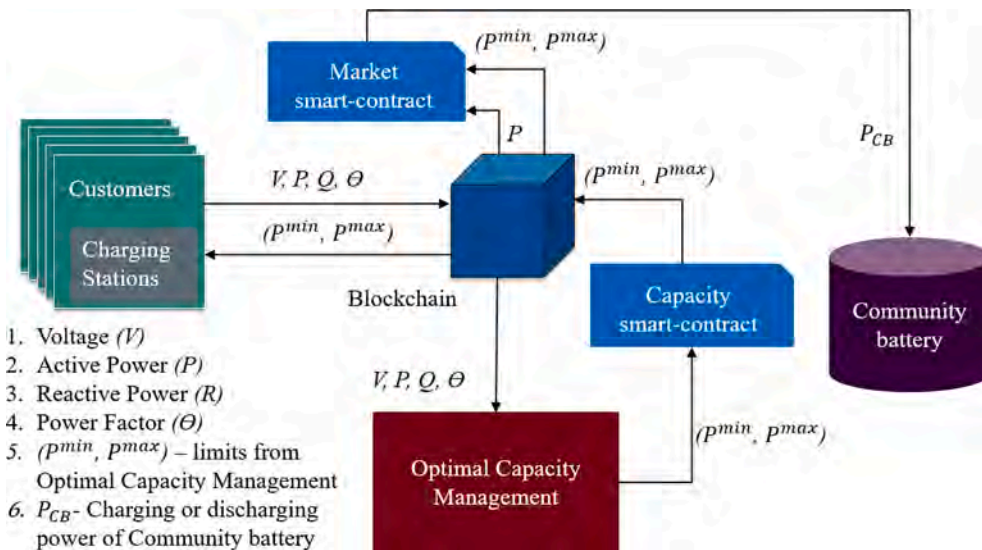 (P^min, P^max)
Market
smart-contract
P
P_CB
Customers
V, P, Q, Θ
(P^min, P^max)
(P^min, P^max)
Charging
Stations
Blockchain
Capacity
smart-contract
Community
battery
V, P, Q, Θ
(P^min, P^max)
Optimal Capacity
Management
1. Voltage (V)
2. Active Power (P)
3. Reactive Power (R)
4. Power Factor (Θ)
5. (P^min, P^max) – limits from
Optimal Capacity Management
6. P_CB- Charging or discharging
power of Community battery